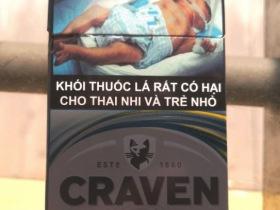 KHÓI THUỐC LÁ RẤT CÓ HẠI
CHO THAI NHI VÀ TRẺ NHỎ
ESTD 1860
CRAVEN